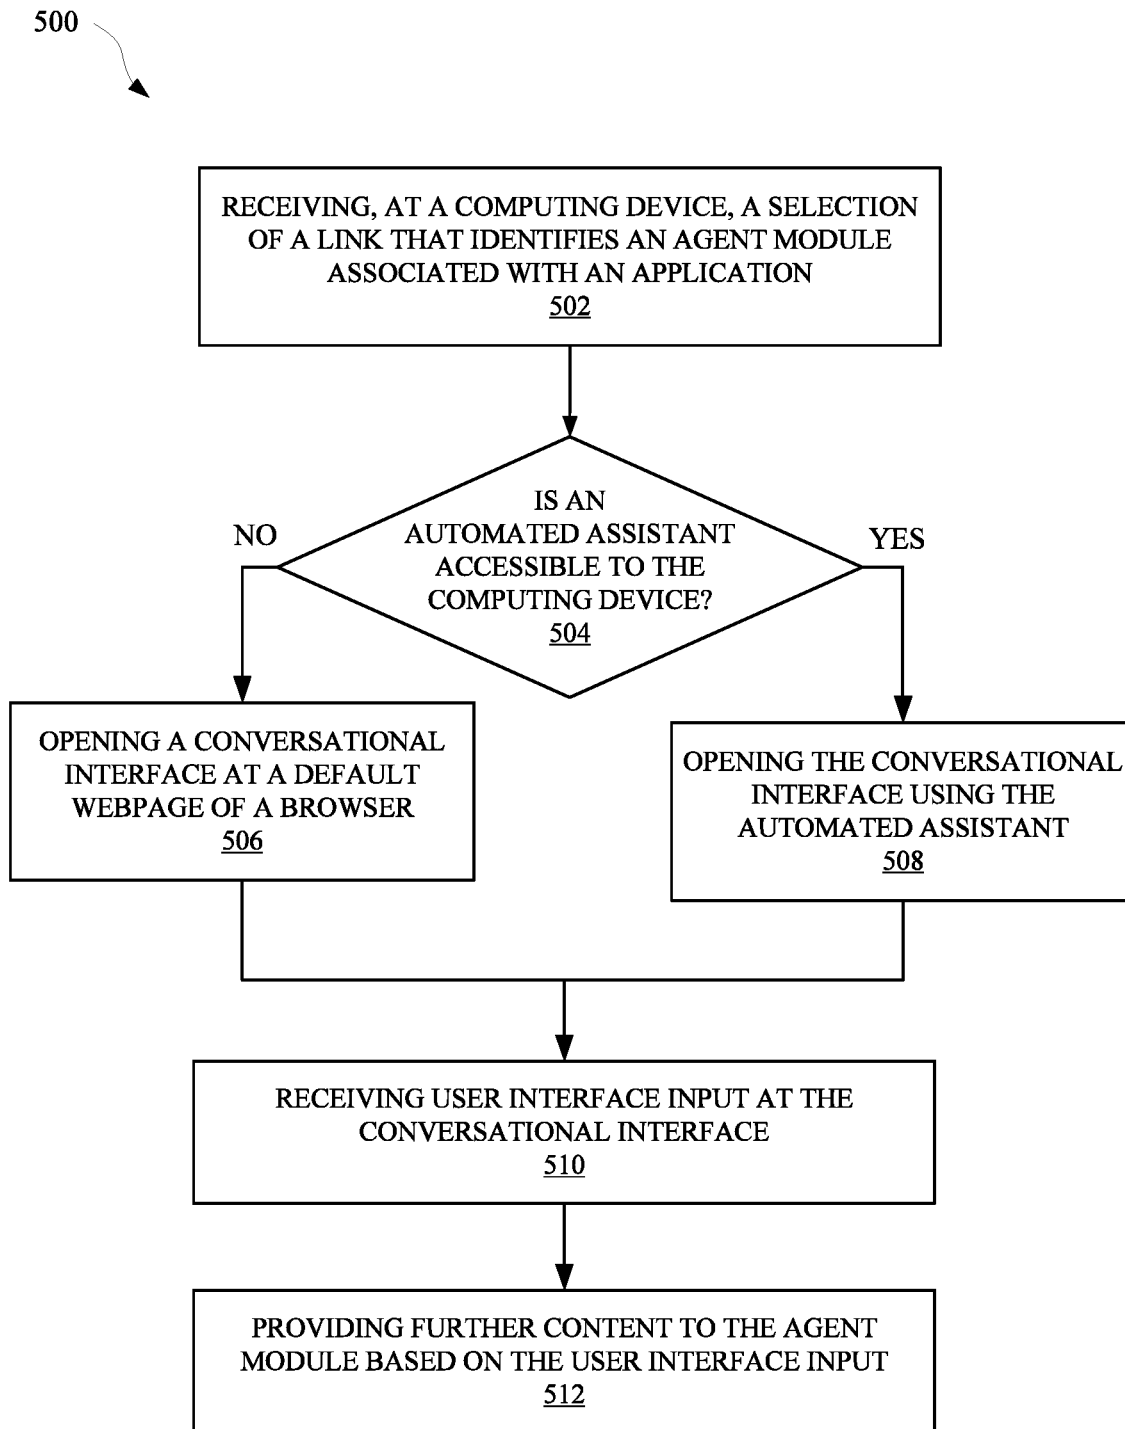 500
RECEIVING, AT A COMPUTING DEVICE, A SELECTION
OF A LINK THAT IDENTIFIES AN AGENT MODULE
ASSOCIATED WITH AN APPLICATION
502
IS AN
AUTOMATED ASSISTANT
ACCESSIBLE TO THE
COMPUTING DEVICE?
504
NO
YES
OPENING A CONVERSATIONAL
INTERFACE AT A DEFAULT
WEBPAGE OF A BROWSER
506
OPENING THE CONVERSATIONAL
INTERFACE USING THE
AUTOMATED ASSISTANT
508
RECEIVING USER INTERFACE INPUT AT THE
CONVERSATIONAL INTERFACE
510
PROVIDING FURTHER CONTENT TO THE AGENT
MODULE BASED ON THE USER INTERFACE INPUT
512